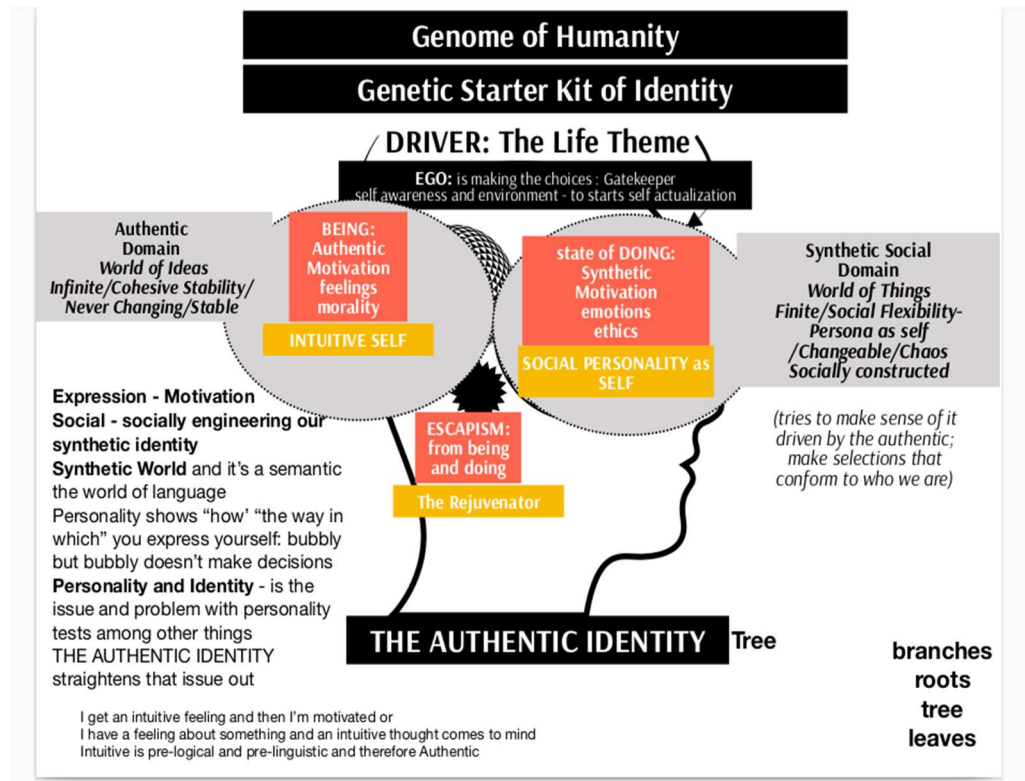 Genome of Humanity
Genetic Starter Kit of Identity
DRIVER: The Life Theme
EGO: is making the choices : Gatekeeper
self awareness and environment - to starts self actualization
Authentic
Domain
World of Ideas
Infinite/Cohesive Stability/
Never Changing/Stable
BEING:
Authentic
Motivation
feelings
morality
INTUITIVE SELF
state of DOING:
Synthetic
Motivation
emotions
ethics
SOCIAL PERSONALITY as
SELF
Synthetic Social
Domain
World of Things
Finite/Social Flexibility-
Persona as self
/Changeable/Chaos
Socially constructed
(tries to make sense of it
driven by the authentic;
make selections that
conform to who we are)
ESCAPISM:
from being
and doing
The Rejuvenator
Expression - Motivation
Social - socially engineering our
synthetic identity
Synthetic World and it’s a semantic
the world of language
Personality shows “how’ “the way in
which” you express yourself: bubbly
but bubbly doesn’t make decisions
Personality and Identity - is the
issue and problem with personality
tests among other things
THE AUTHENTIC IDENTITY
straightens that issue out
THE AUTHENTIC IDENTITY Tree
branches
roots
tree
leaves
I get an intuitive feeling and then I’m motivated or
I have a feeling about something and an intuitive thought comes to mind
Intuitive is pre-logical and pre-linguistic and therefore Authentic